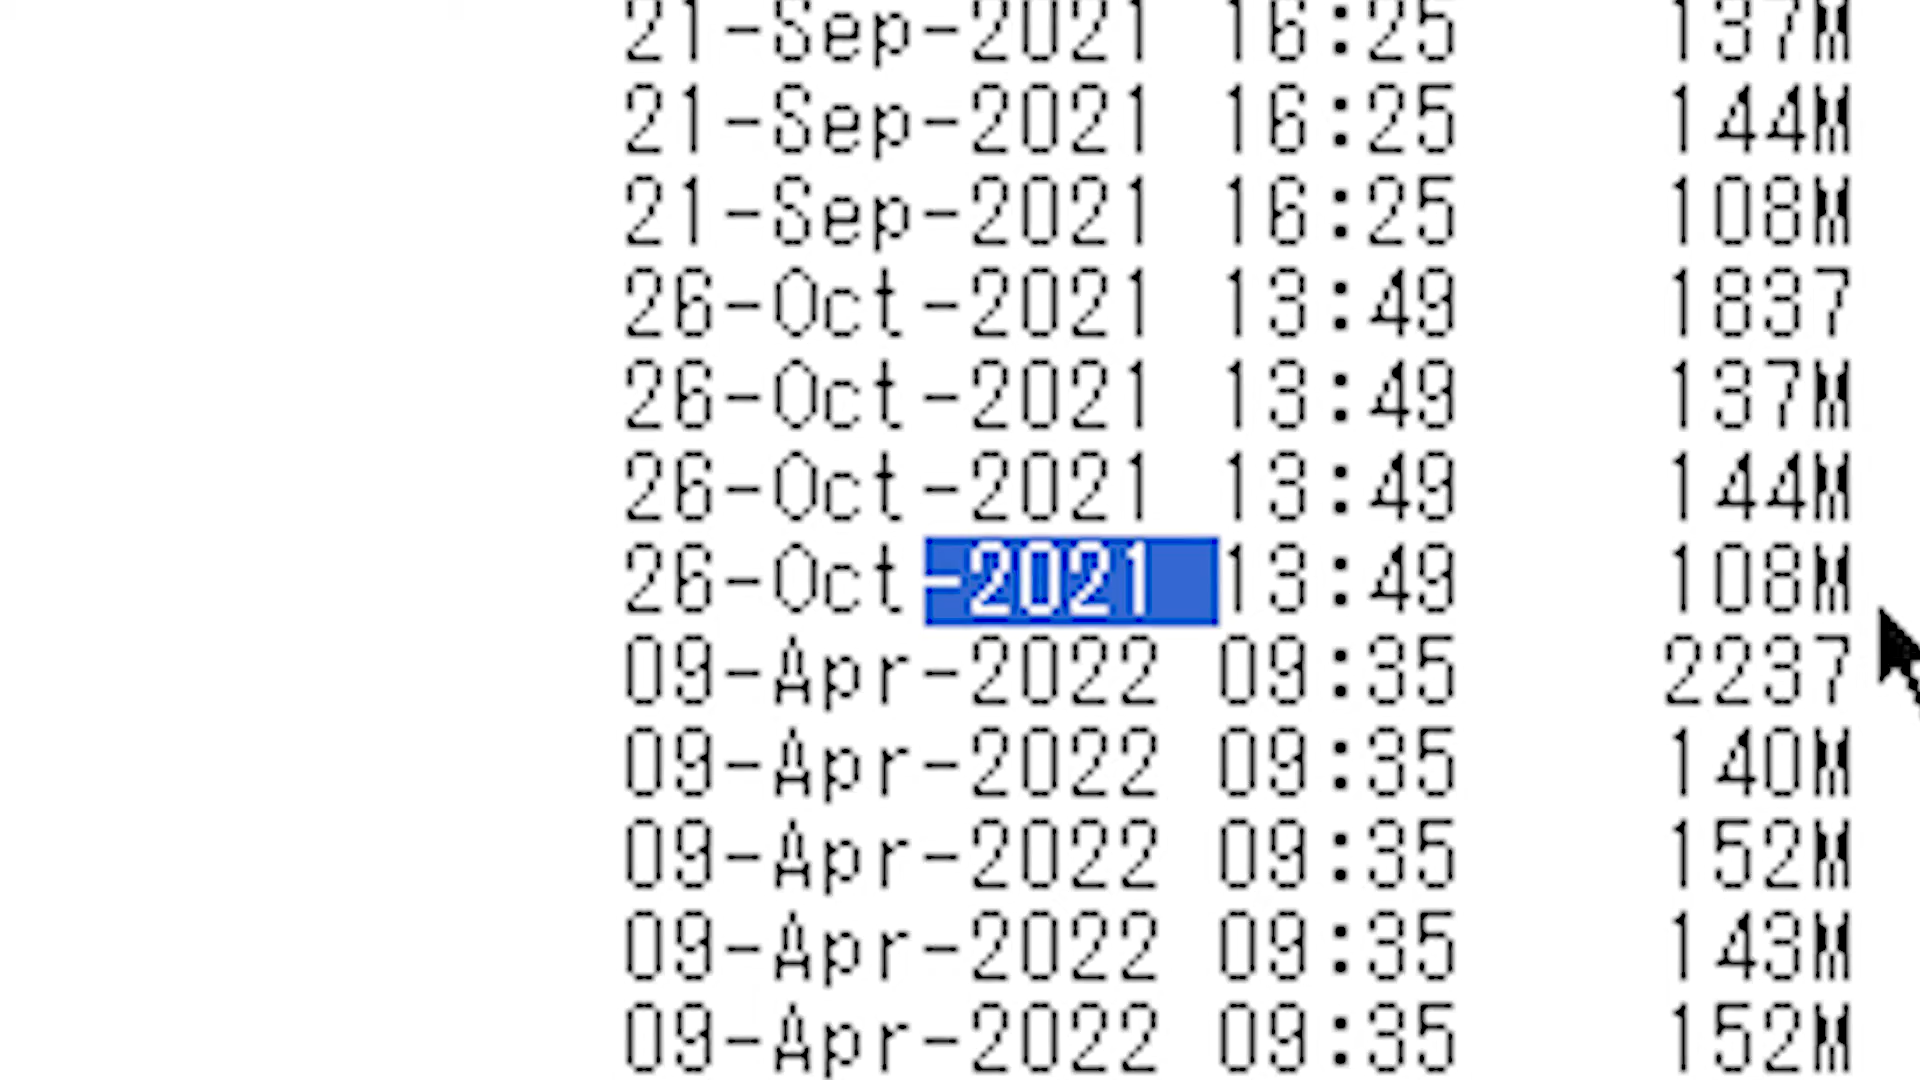 21-Sep-2021 16:25 137M
21-Sep-2021 16:25 144M
21-Sep-2021 16:25 108M
26-Oct-2021 13:49 1837
26-Oct-2021 13:49 137M
26-Oct-2021 13:49 144M
26-Oct-2021 13:49 108M
09-Apr-2022 09:35 2237
09-Apr-2022 09:35 140M
09-Apr-2022 09:35 152M
09-Apr-2022 09:35 143M
09-Apr-2022 09:35 152M